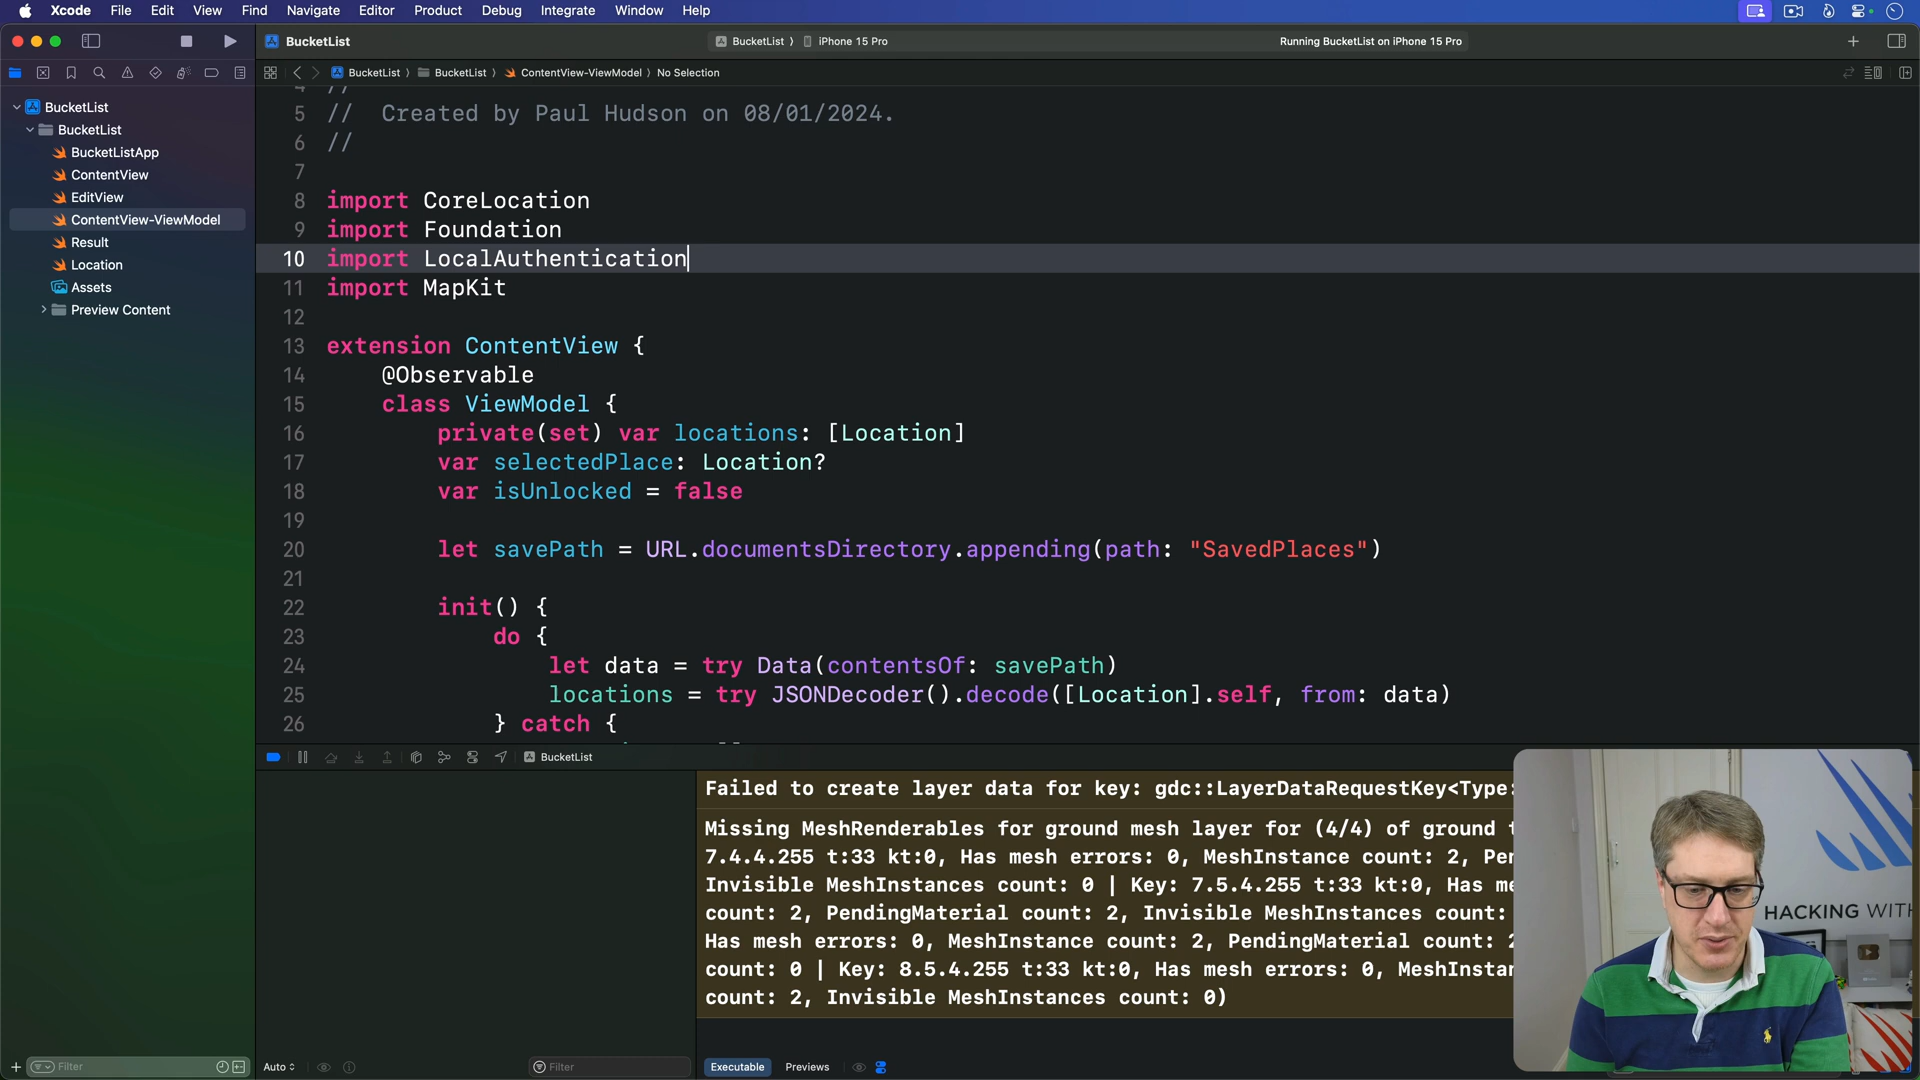 Xcode File Edit View Find Navigate Editor Product Debug Integrate Window Help
BucketList
BucketList iPhone 15 Pro
Running BucketList on iPhone 15 Pro
BucketList BucketList ContentView-ViewModel No Selection
BucketList
BucketList
BucketListApp
ContentView
EditView
ContentView-ViewModel
Result
Location
Assets
Preview Content
4 //
5 // Created by Paul Hudson on 08/01/2024.
6 //
7
8 import CoreLocation
9 import Foundation
10 import LocalAuthentication
11 import MapKit
12
13 extension ContentView {
14 @Observable
15 class ViewModel {
16 private(set) var locations: [Location]
17 var selectedPlace: Location?
18 var isUnlocked = false
19
20 let savePath = URL.documentsDirectory.appending(path: "SavedPlaces")
21
22 init() {
23 do {
24 let data = try Data(contentsOf: savePath)
25 locations = try JSONDecoder().decode([Location].self, from: data)
26 } catch {
BucketList
Failed to create layer data for key: gdc::LayerDataRequestKey<Type:
Missing MeshRenderables for ground mesh layer for (4/4) of ground
7.4.4.255 t:33 kt:0, Has mesh errors: 0, MeshInstance count: 2,
Invisible MeshInstances count: 0 | Key: 7.5.4.255 t:33 kt:0, Has
count: 2, PendingMaterial count: 2, Invisible MeshInstances count:
Has mesh errors: 0, MeshInstance count: 2, PendingMaterial count:
count: 0 | Key: 8.5.4.255 t:33 kt:0, Has mesh errors: 0,
count: 2, Invisible MeshInstances count: 0)
HACKING WITH
Filter
Auto
Filter
Executable Previews